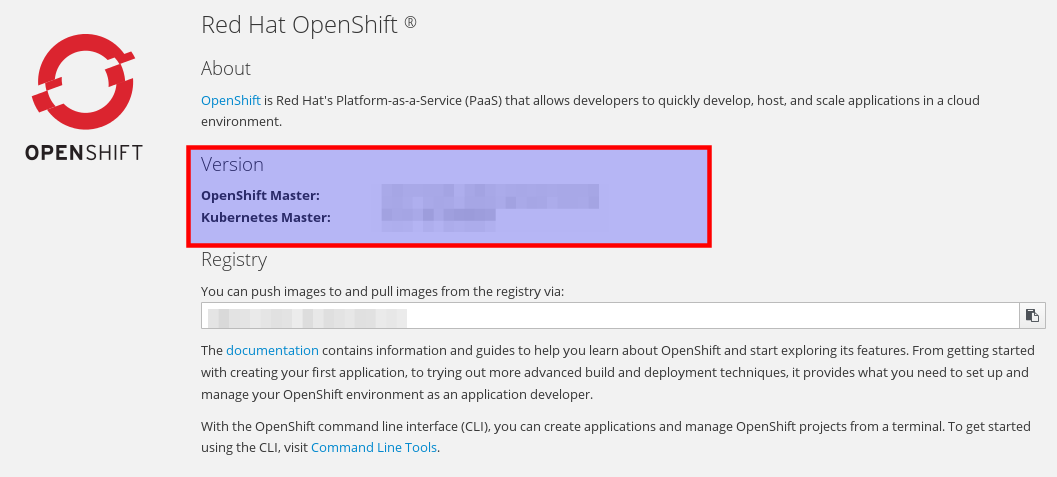 Red Hat OpenShift ®
OPENSHIFT
About
OpenShift is Red Hat's Platform-as-a-Service (PaaS) that allows developers to quickly develop, host, and scale applications in a cloud
environment.
Version
OpenShift Master:
Kubernetes Master:
Registry
You can push images to and pull images from the registry via:
The documentation contains information and guides to help you learn about OpenShift and start exploring its features. From getting started
with creating your first application, to trying out more advanced build and deployment techniques, it provides what you need to set up and
manage your OpenShift environment as an application developer.
With the OpenShift command line interface (CLI), you can create applications and manage OpenShift projects from a terminal. To get started
using the CLI, visit Command Line Tools.